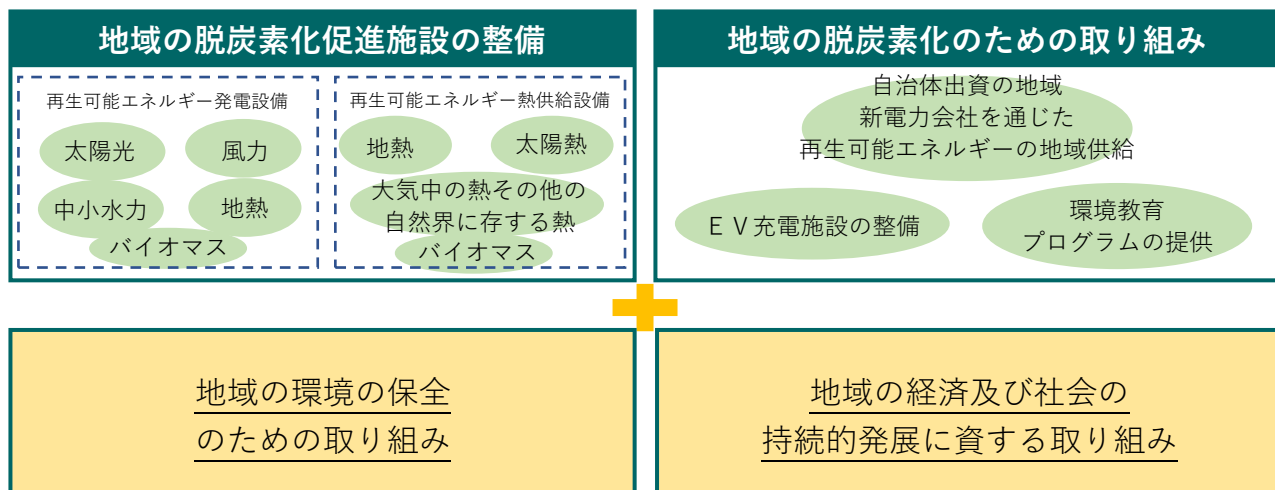 地域の脱炭素化促進施設の整備
再生可能エネルギー発電設備
太陽光
風力
中小水力
地熱
バイオマス
再生可能エネルギー熱供給設備
地熱
太陽熱
大気中の熱その他の
自然界に存する熱
バイオマス
地域の脱炭素化のための取り組み
自治体出資の地域
新電力会社を通じた
再生可能エネルギーの地域供給
ＥＶ充電施設の整備
環境教育
プログラムの提供
地域の環境の保全
のための取り組み
地域の経済及び社会の
持続的発展に資する取り組み